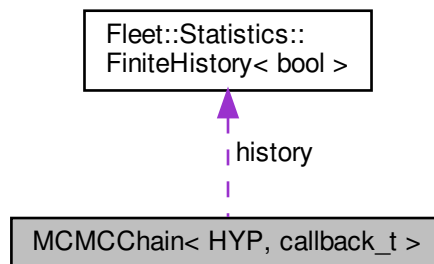 Fleet::Statistics::
FiniteHistory< bool >
history
MCMCChain< HYP, callback_t >